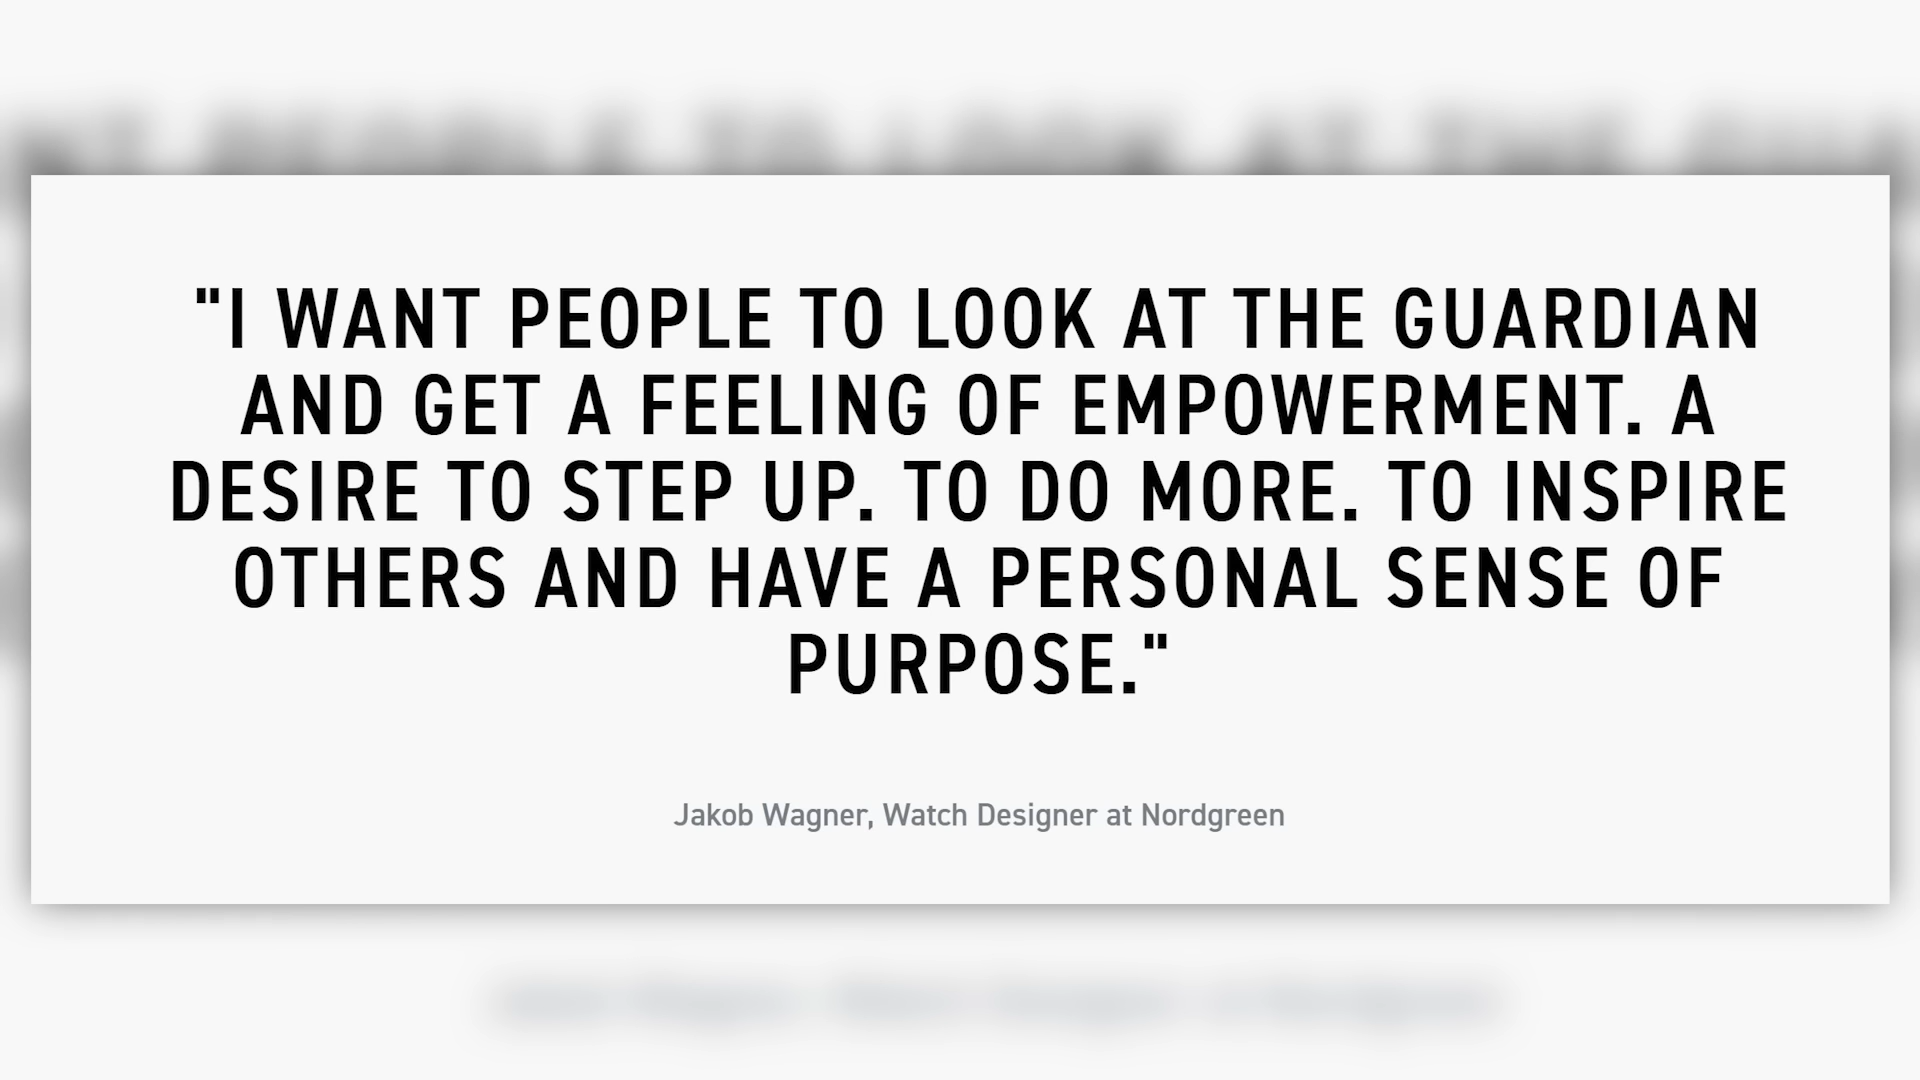 "I WANT PEOPLE TO LOOK AT THE GUARDIAN
AND GET A FEELING OF EMPOWERMENT. A
DESIRE TO STEP UP. TO DO MORE. TO INSPIRE
OTHERS AND HAVE A PERSONAL SENSE OF
PURPOSE."
Jakob Wagner, Watch Designer at Nordgreen